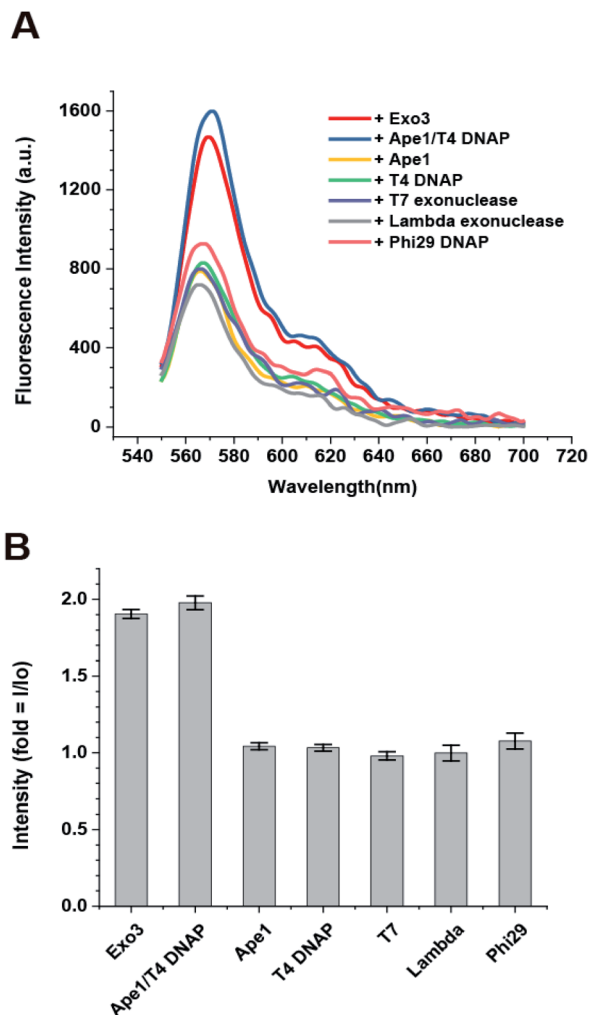 A
Fluorescence Intensity (a.u.)
1600
1200
800
400
0
+ Exo3
+ Ape1/T4 DNAP
+ Ape1
+ T4 DNAP
+ T7 exonuclease
+ Lambda exonuclease
+ Phi29 DNAP
540 560 580 600 620 640 660 680 700 720
Wavelength(nm)
B
Intensity (fold = I/Io)
2.0
1.5
1.0
0.5
0.0
Exo3
Ape1/T4 DNAP
Ape1
T4 DNAP
T7
Lambda
Phi29